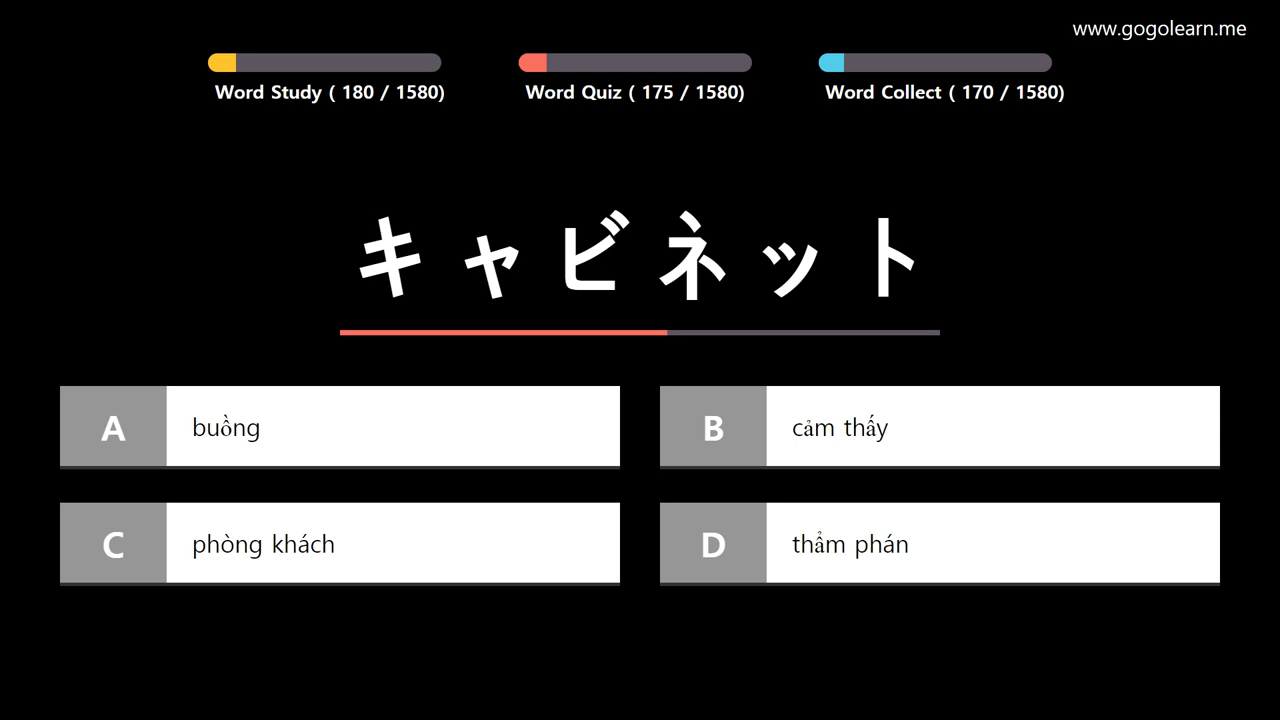 www.gogolearn.me
Word Study ( 180 / 1580)
Word Quiz ( 175 / 1580)
Word Collect ( 170 / 1580)
キャビネット
A
buồng
B
cảm thấy
C
phòng khách
D
thẩm phán